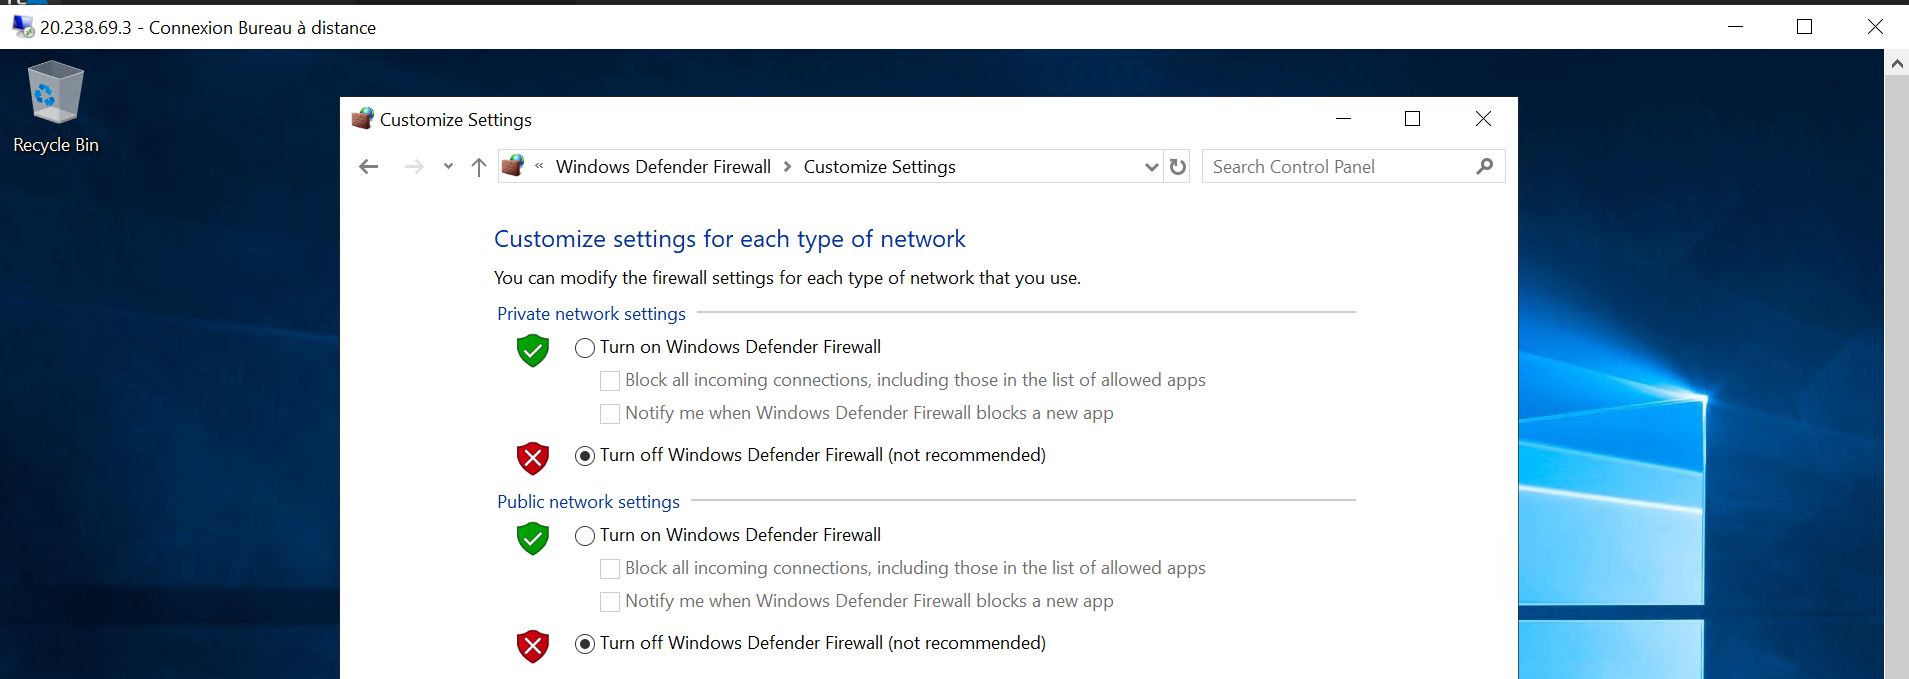 20.238.69.3 - Connexion Bureau à distance
Recycle Bin
Customize Settings
« Windows Defender Firewall > Customize Settings
Search Control Panel
Customize settings for each type of network
You can modify the firewall settings for each type of network that you use.
Private network settings
Turn on Windows Defender Firewall
Block all incoming connections, including those in the list of allowed apps
Notify me when Windows Defender Firewall blocks a new app
Turn off Windows Defender Firewall (not recommended)
Public network settings
Turn on Windows Defender Firewall
Block all incoming connections, including those in the list of allowed apps
Notify me when Windows Defender Firewall blocks a new app
Turn off Windows Defender Firewall (not recommended)